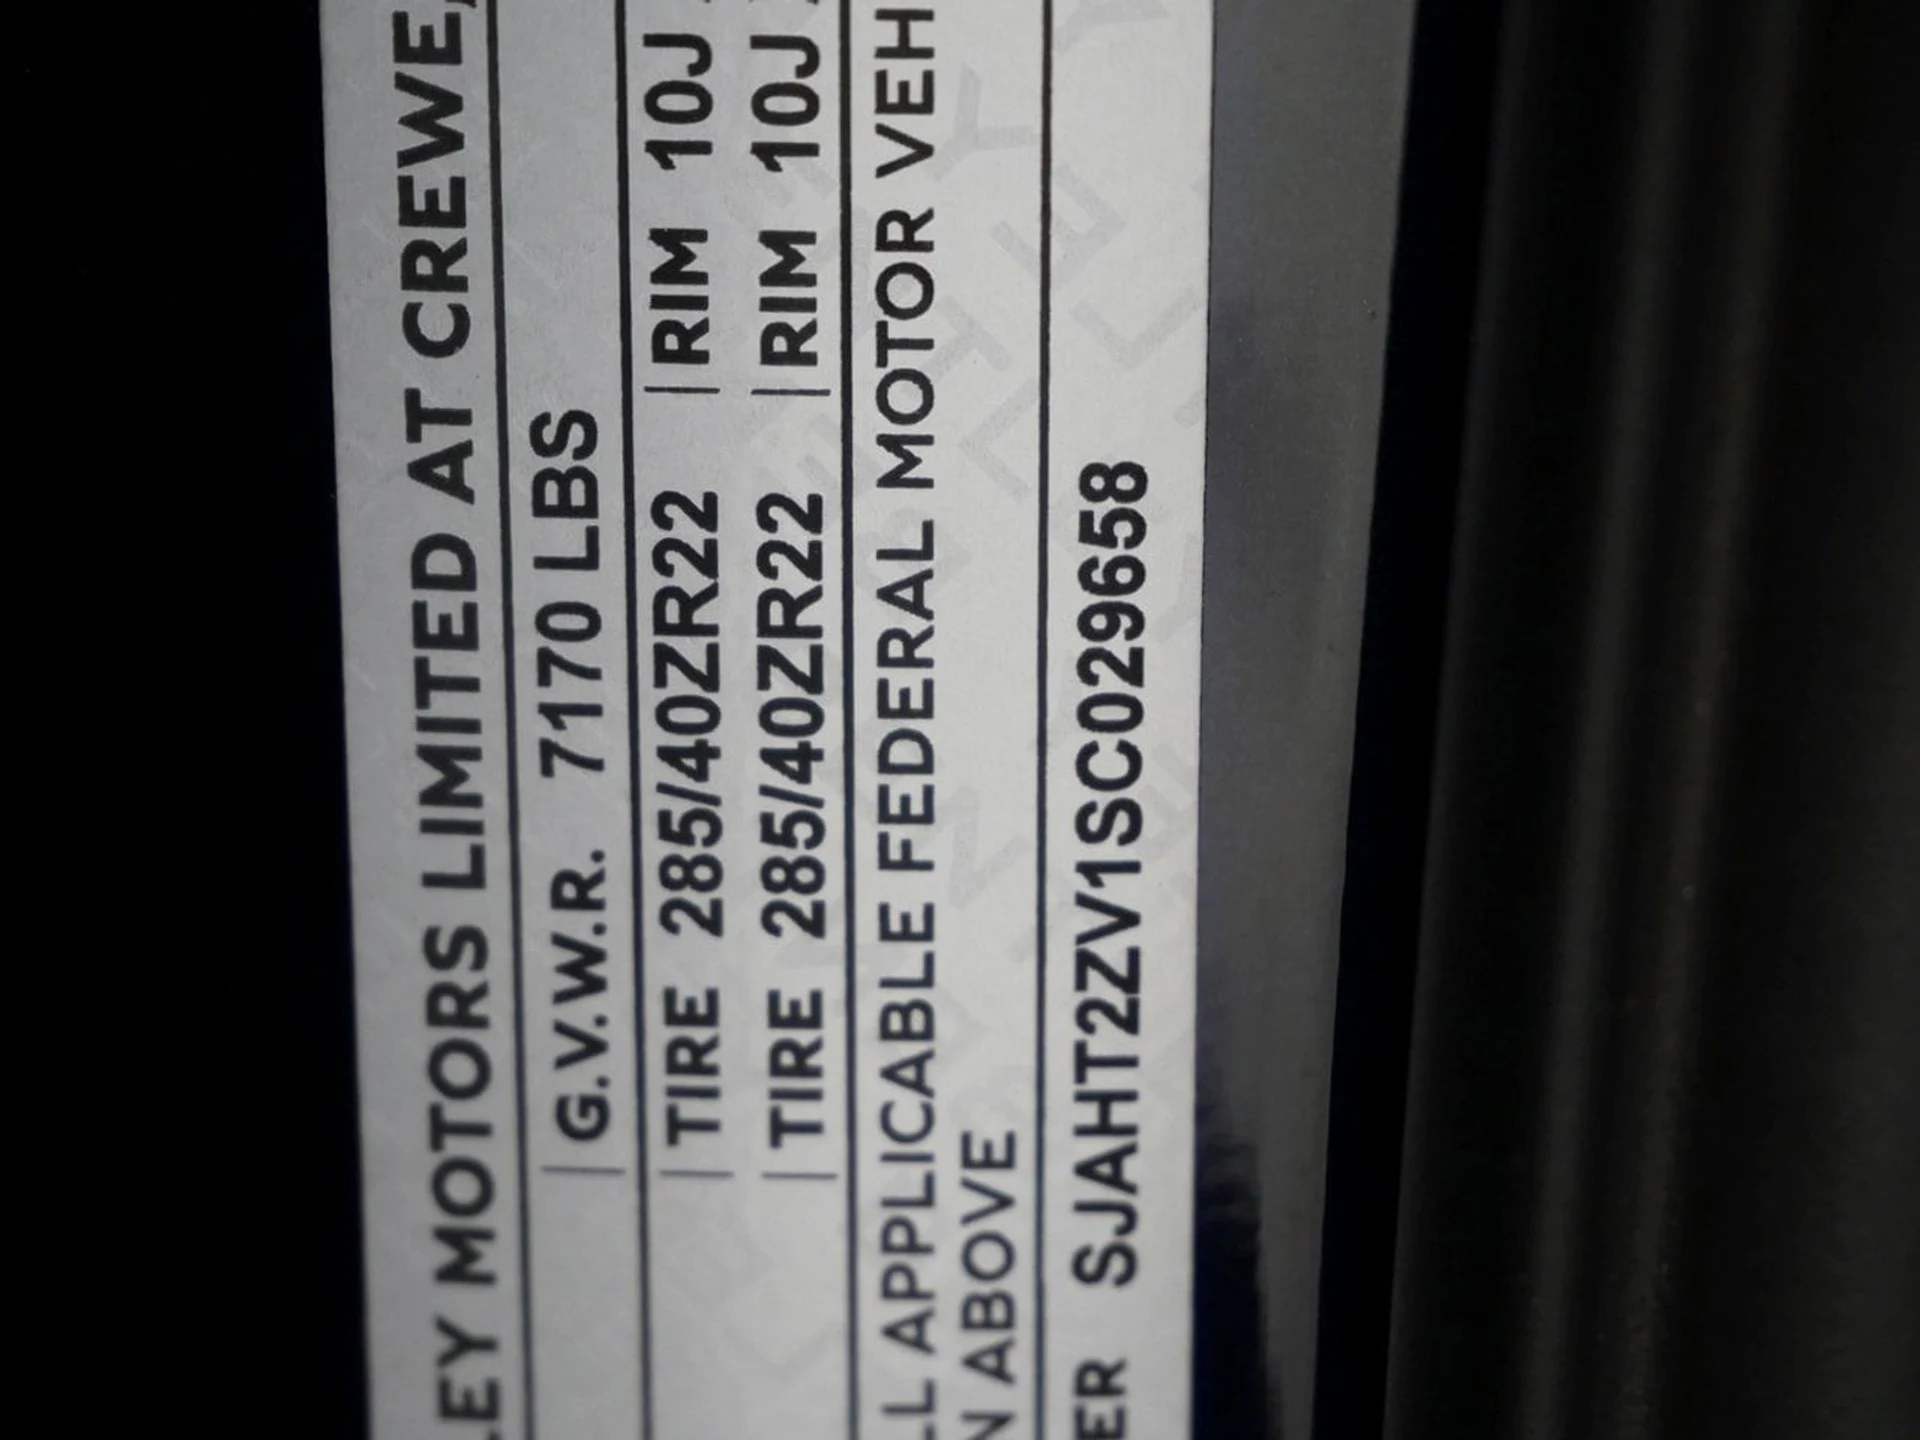 LEY MOTORS LIMITED AT CREWE,
G.V.W.R. 7170 LBS
TIRE 285/40ZR22 RIM 10J
TIRE 285/40ZR22 RIM 10J
LL APPLICABLE FEDERAL MOTOR VEH
N ABOVE
ER SJAHT2ZV1SC029658